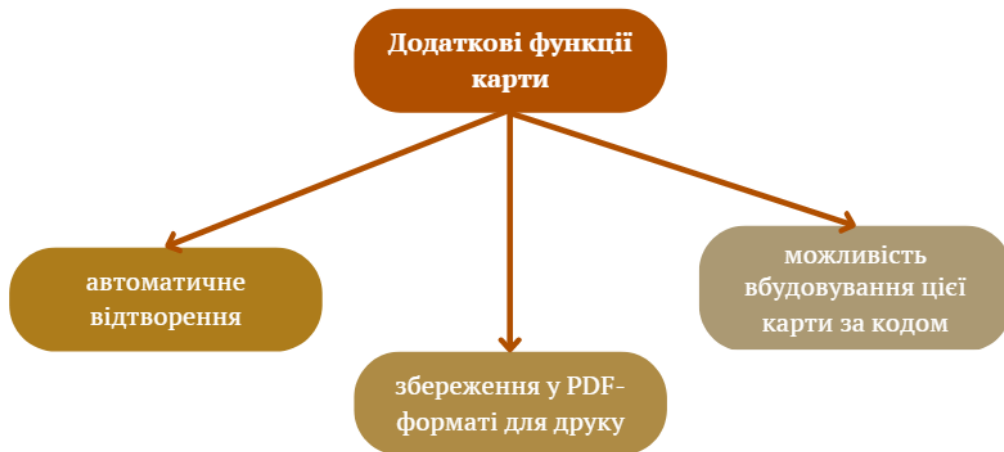 Додаткові функції
карти
автоматичне
відтворення
збереження у PDF-
форматі для друку
можливість
вбудовування цієї
карти за кодом